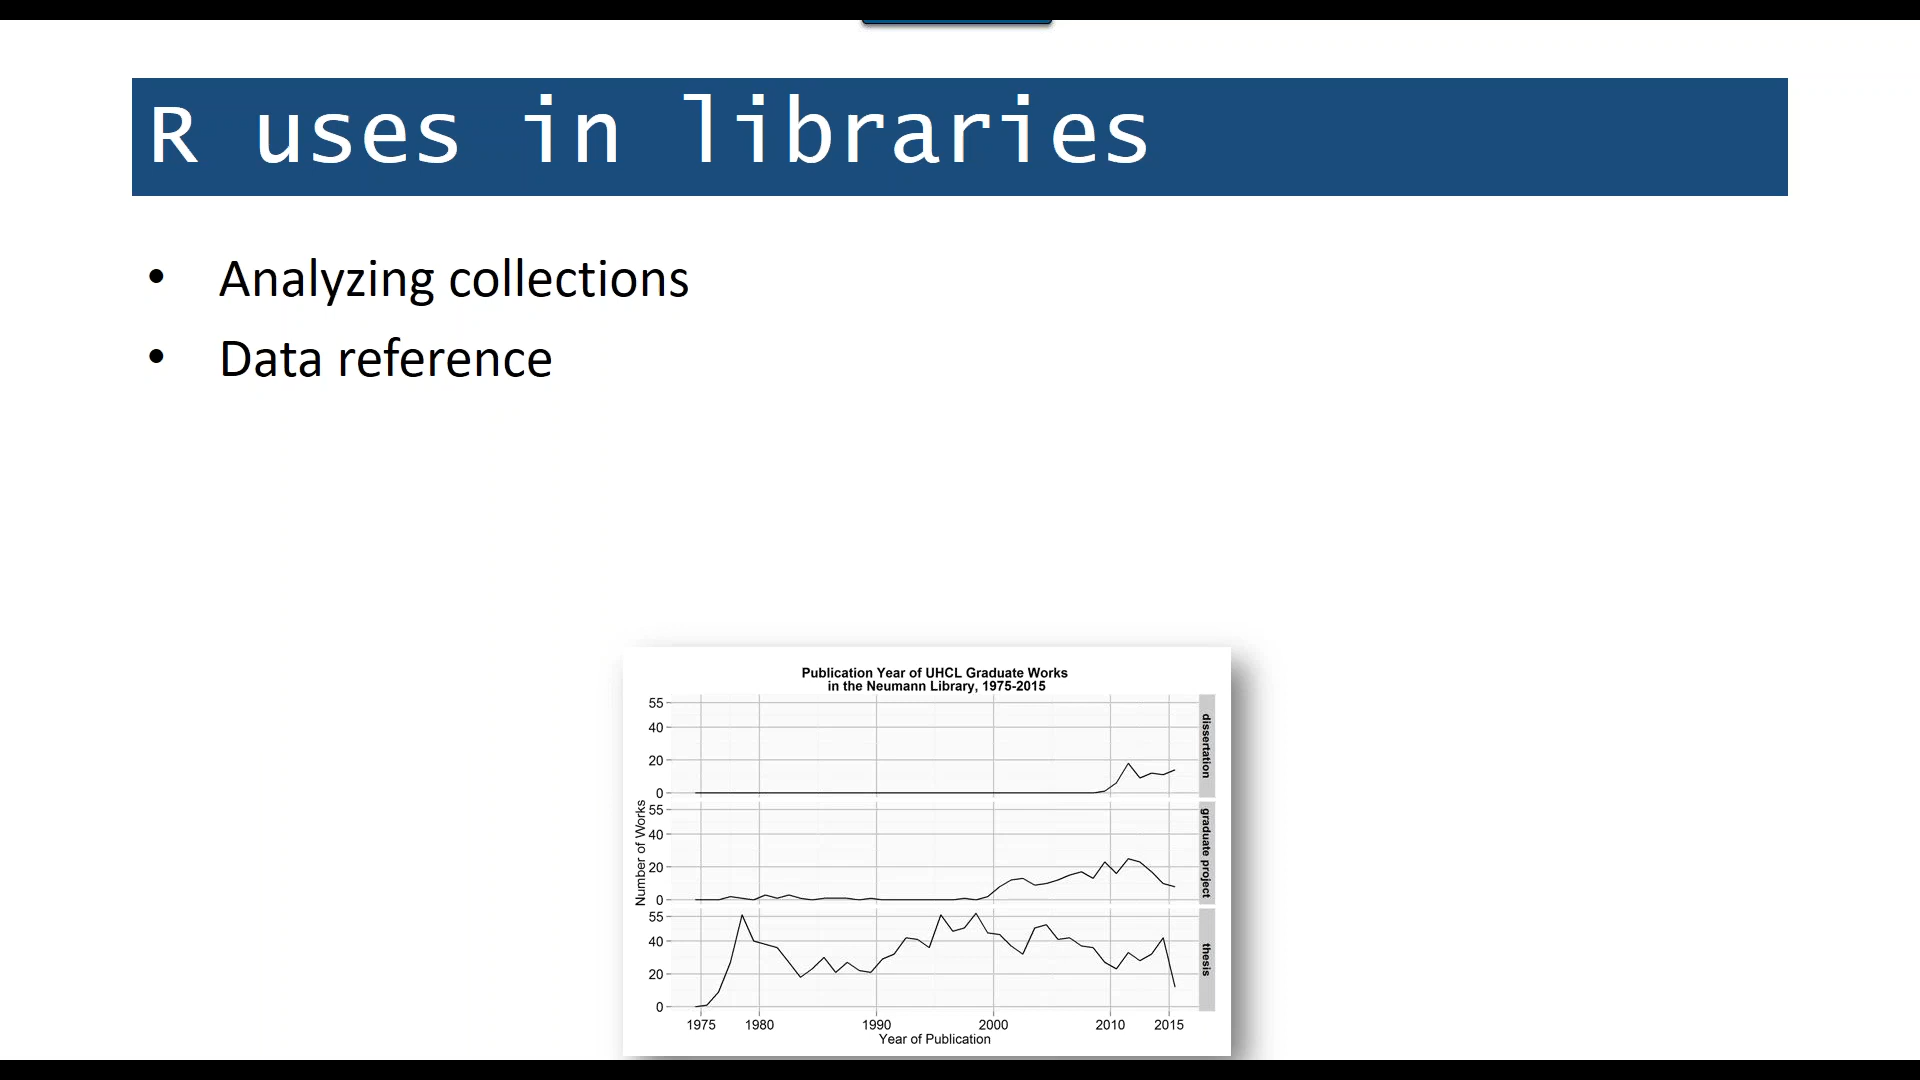 R uses in libraries
• Analyzing collections
• Data reference
Publication Year of UHCL Graduate Works
in the Neumann Library, 1975-2015
Number of Works
55
40
20
0
dissertation
55
40
20
0
graduate project
55
40
20
0
thesis
1975 1980 1990 2000 2010 2015
Year of Publication